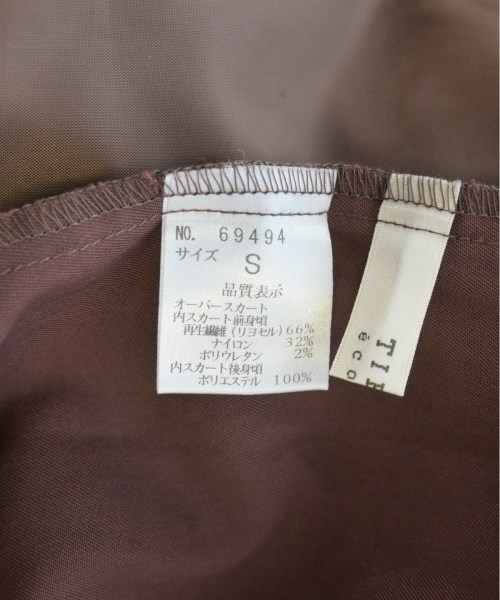 NO. 69494
サイズ S
品質表示
オーバースカート
内スカート前身頃
再生繊維(リヨセル)66%
ナイロン 32%
ポリウレタン 2%
内スカート後身頃
ポリエステル 100%